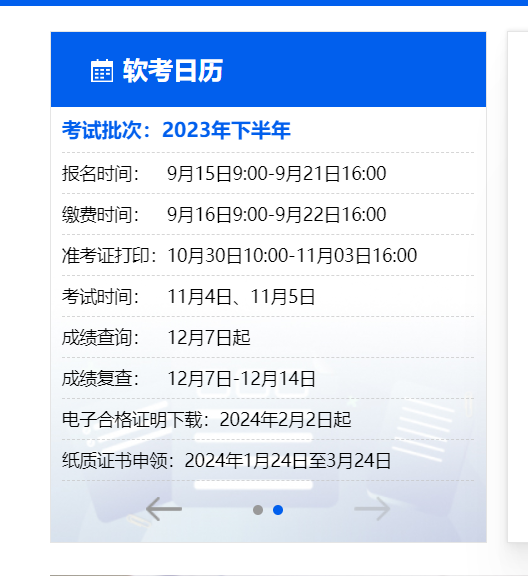 软考日历
考试批次：2023年下半年
报名时间： 9月15日9:00-9月21日16:00
缴费时间： 9月16日9:00-9月22日16:00
准考证打印：10月30日10:00-11月03日16:00
考试时间： 11月4日、11月5日
成绩查询： 12月7日起
成绩复查： 12月7日-12月14日
电子合格证明下载：2024年2月2日起
纸质证书申领：2024年1月24日至3月24日